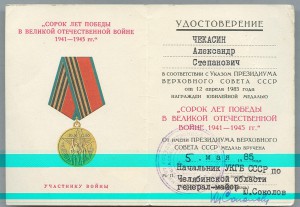 "СОРОК ЛЕТ ПОБЕДЫ
В ВЕЛИКОЙ ОТЕЧЕСТВЕННОЙ ВОЙНЕ
1941—1945 гг."
УЧАСТНИКУ ВОЙНЫ
УДОСТОВЕРЕНИЕ
ЧЕКАСИН
Александр
Степанович
В СООТВЕТСТВИИ С УКАЗОМ ПРЕЗИДИУМА
ВЕРХОВНОГО СОВЕТА СССР
от 12 апреля 1985 года
НАГРАЖДЕН ЮБИЛЕЙНОЙ МЕДАЛЬЮ
"СОРОК ЛЕТ ПОБЕДЫ
В ВЕЛИКОЙ ОТЕЧЕСТВЕННОЙ
ВОЙНЕ 1941—1945 гг."
ИМЕНИ ПРЕЗИДИУМА ВЕРХОВНОГО
СОВЕТА СССР МЕДАЛЬ ВРУЧЕНА
5 мая 85
Начальник УКГБ СССР по
Челябинской области
генерал-майор
Ю.Соколов